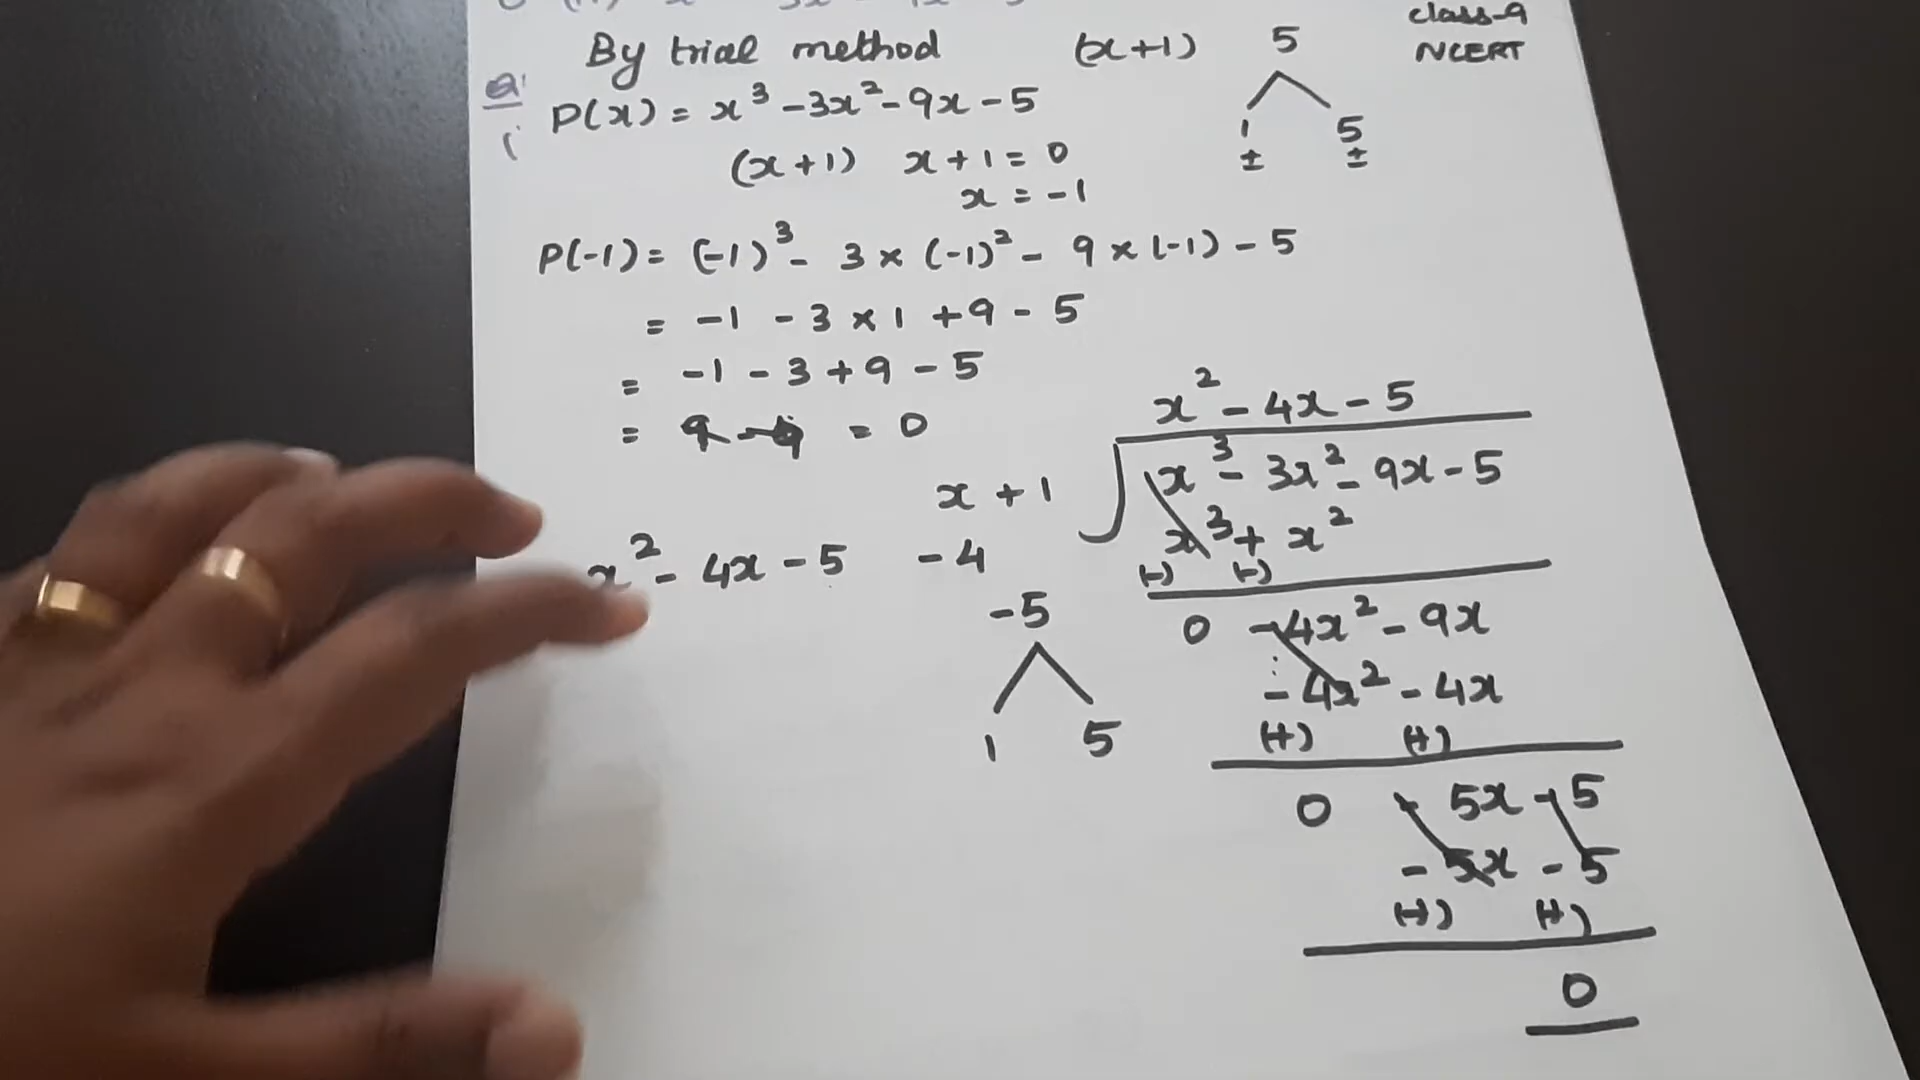 class-9
NCERT
By trial method (x+1) 5
Q1
i
P(x) = x³ - 3x² - 9x - 5
1 5
± ±
(x+1) x+1 = 0
x = -1
P(-1) = (-1)³ - 3 × (-1)² - 9 × (-1) - 5
= -1 - 3 × 1 + 9 - 5
= -1 - 3 + 9 - 5
= 9 - 9 = 0
x² - 4x - 5
x + 1 x³ - 3x² - 9x - 5
x³ + x²
(-) (-)
0 - 4x² - 9x
- 4x² - 4x
(+) (+)
0 - 5x - 5
- 5x - 5
(+) (+)
0
x² - 4x - 5 -4
-5
1 5